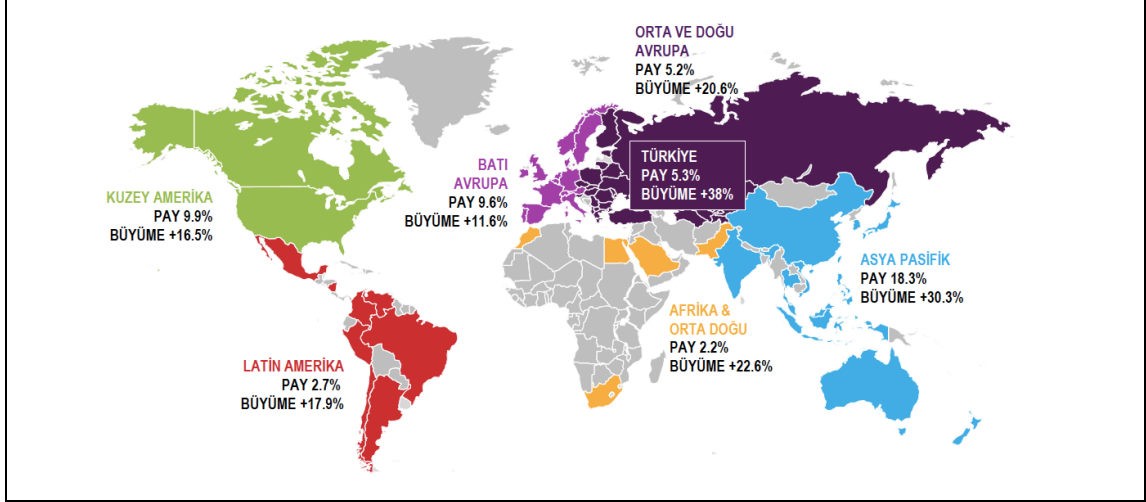 ORTA VE DOĞU
AVRUPA
PAY 5.2%
BÜYÜME +20.6%
TÜRKİYE
PAY 5.3%
BÜYÜME +38%
BATI
AVRUPA
PAY 9.6%
BÜYÜME +11.6%
KUZEY AMERİKA
PAY 9.9%
BÜYÜME +16.5%
ASYA PASİFİK
PAY 18.3%
BÜYÜME +30.3%
AFRİKA &
ORTA DOĞU
PAY 2.2%
BÜYÜME +22.6%
LATİN AMERİKA
PAY 2.7%
BÜYÜME +17.9%